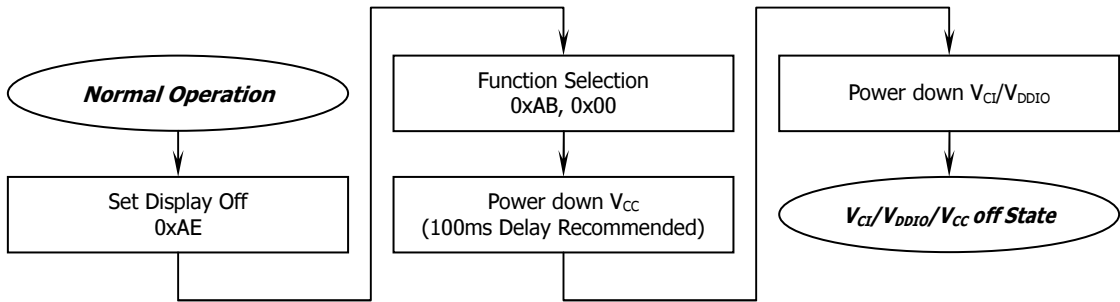 Normal Operation
Set Display Off
0xAE
Function Selection
0xAB, 0x00
Power down VCC
(100ms Delay Recommended)
Power down VCI/VDDIO
VCI/VDDIO/VCC off State